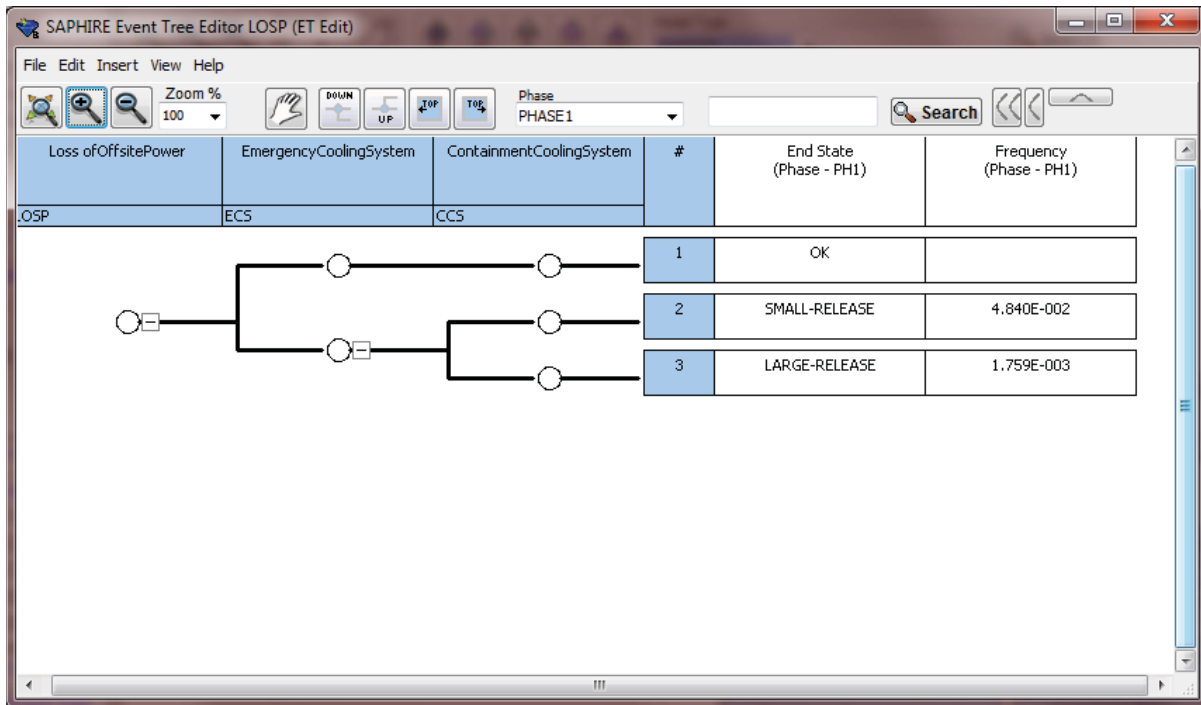 SAPHIRE Event Tree Editor LOSP (ET Edit)
File Edit Insert View Help
Zoom %
100
DOWN
UP
TOP
TOP
Phase
PHASE1
Search
Loss ofOffsitePower EmergencyCoolingSystem ContainmentCoolingSystem # End State Frequency
(Phase - PH1) (Phase - PH1)
.OSP ECS CCS
1 OK
2 SMALL-RELEASE 4.840E-002
3 LARGE-RELEASE 1.759E-003